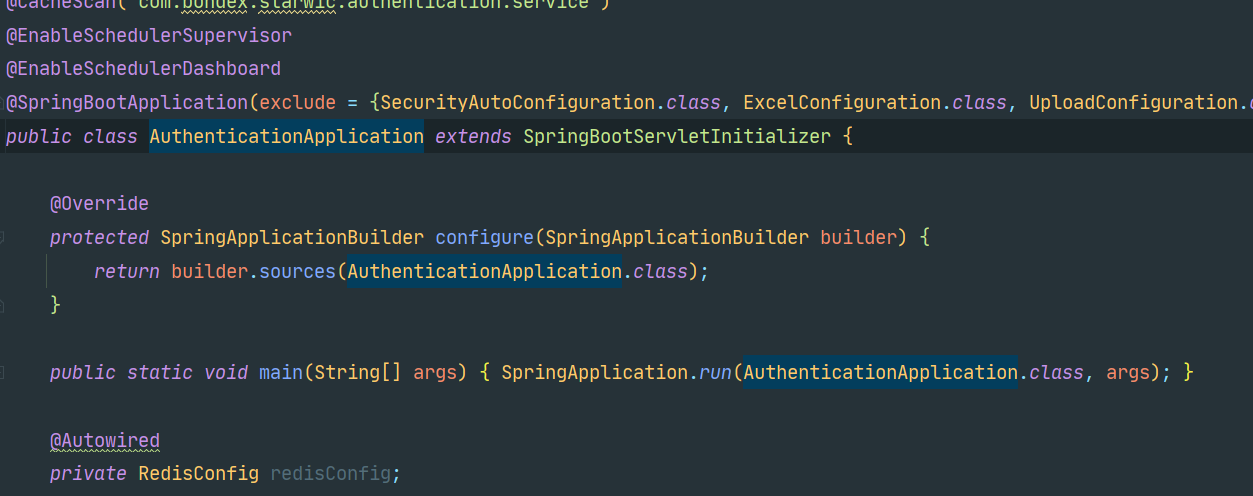 @CacheScan("com.bondex.starwic.authentication.service")
@EnableSchedulerSupervisor
@EnableSchedulerDashboard
@SpringBootApplication(exclude = {SecurityAutoConfiguration.class, ExcelConfiguration.class, UploadConfiguration.
public class AuthenticationApplication extends SpringBootServletInitializer {
@Override
protected SpringApplicationBuilder configure(SpringApplicationBuilder builder) {
return builder.sources(AuthenticationApplication.class);
}
public static void main(String[] args) { SpringApplication.run(AuthenticationApplication.class, args); }
@Autowired
private RedisConfig redisConfig;